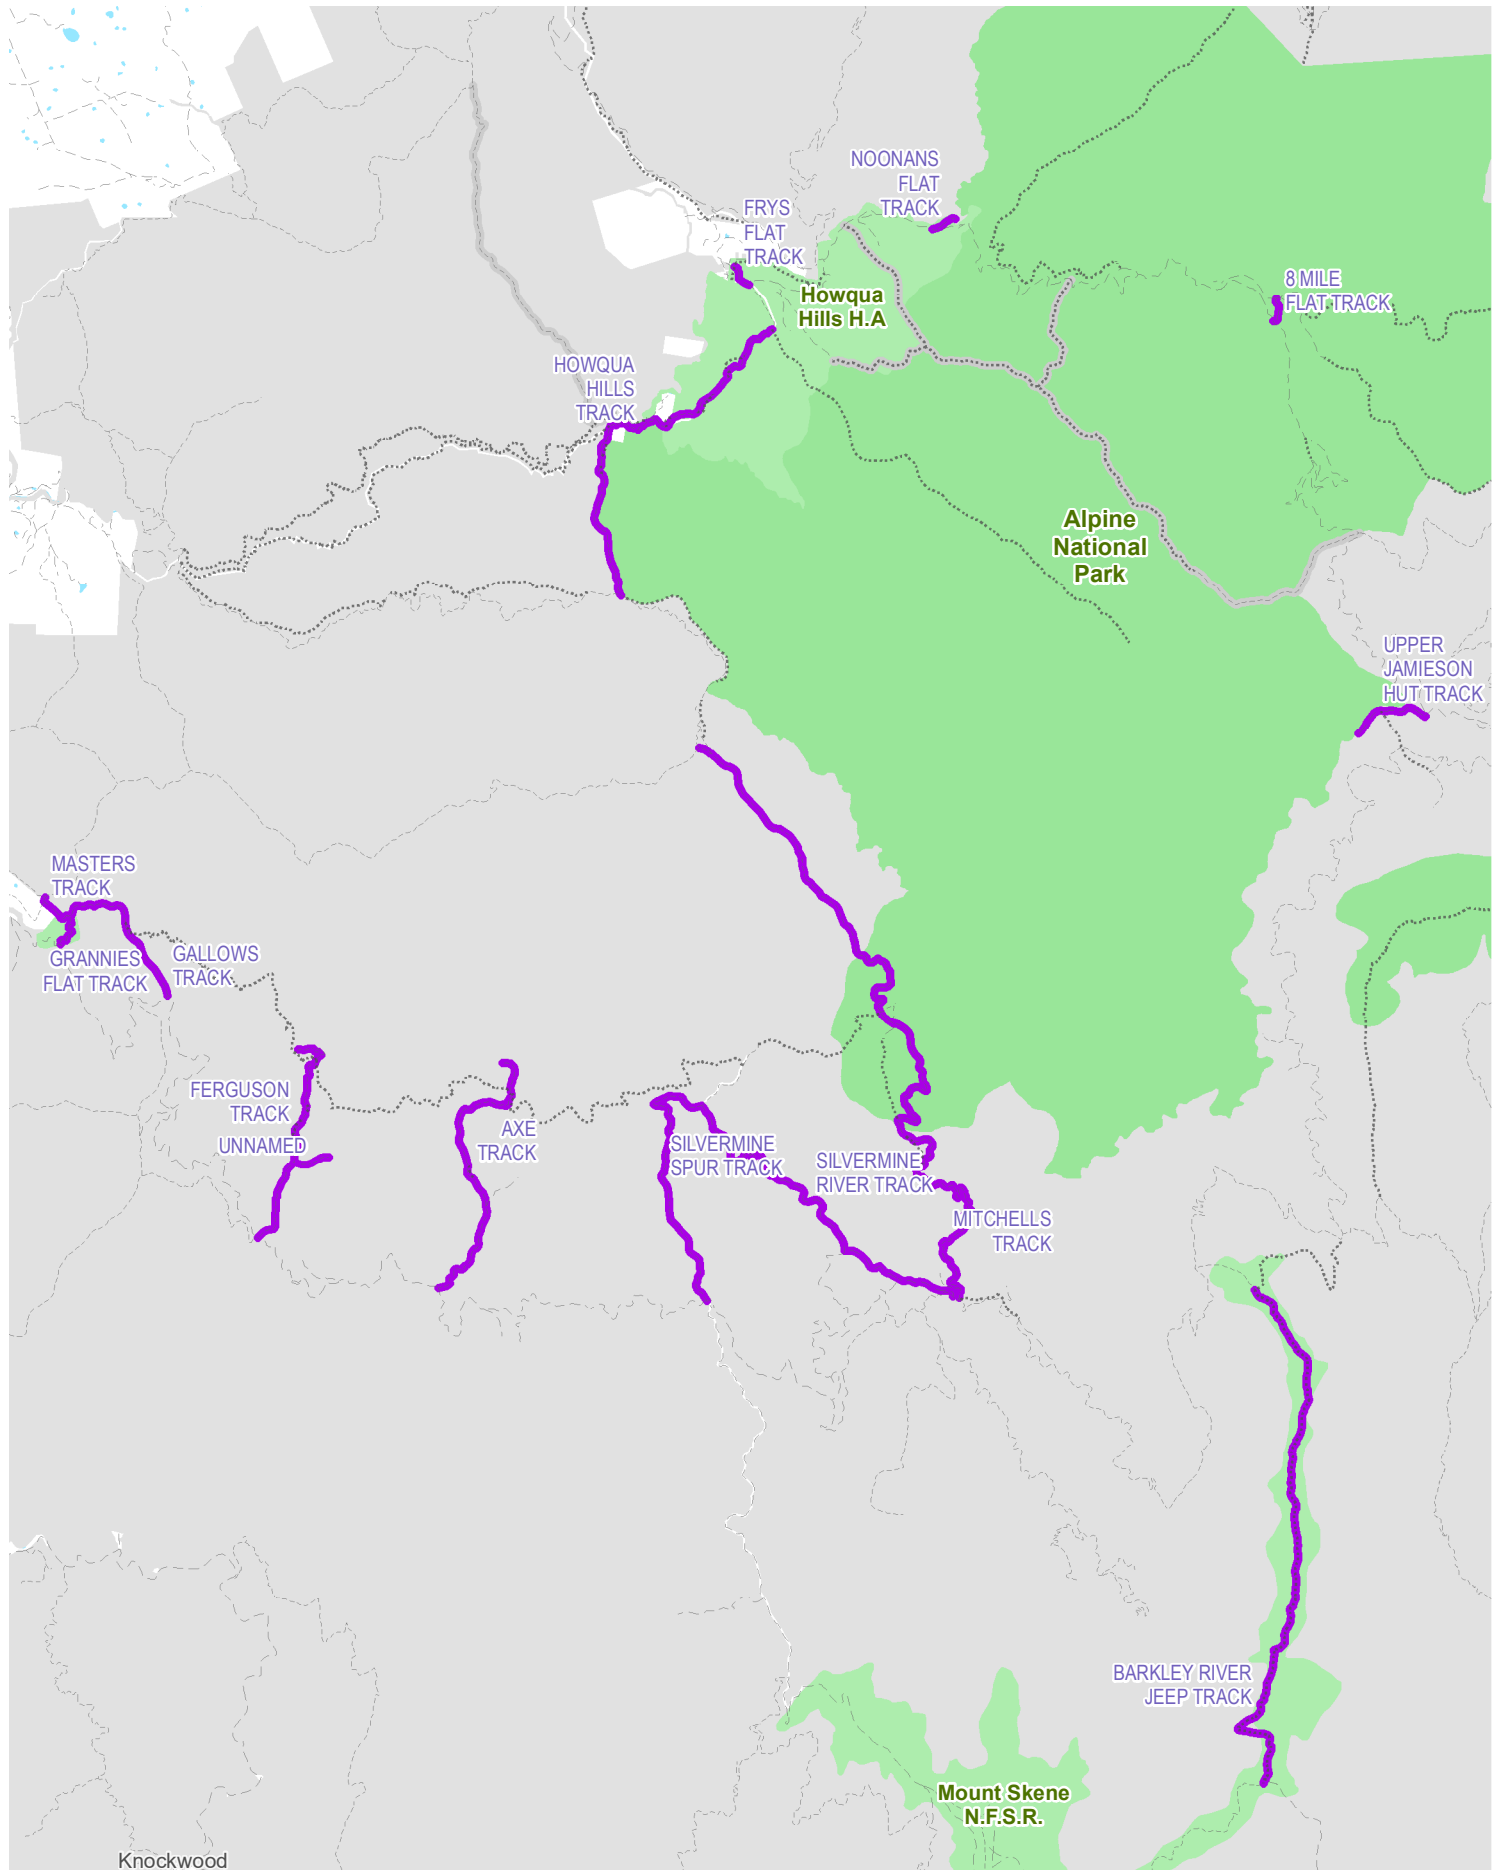 NOONANS
FLAT
TRACK
FRYS
FLAT
TRACK
8 MILE
FLAT TRACK
Howqua
Hills H.A
HOWQUA
HILLS
TRACK
Alpine
National
Park
UPPER
JAMIESON
HUT TRACK
MASTERS
TRACK
GRANNIES
FLAT TRACK
GALLOWS
TRACK
FERGUSON
TRACK
UNNAMED
AXE
TRACK
SILVERMINE
SPUR TRACK
SILVERMINE
RIVER TRACK
MITCHELLS
TRACK
BARKLEY RIVER
JEEP TRACK
Mount Skene
N.F.S.R.
Knockwood